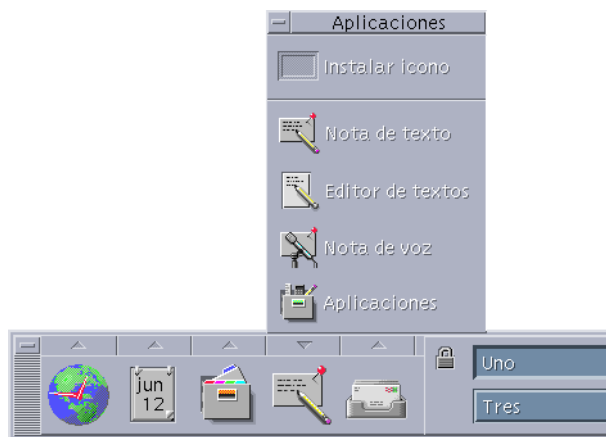 Aplicaciones
Instalar icono
Nota de texto
Editor de textos
Nota de voz
Aplicaciones
jun
12
Uno
Tres